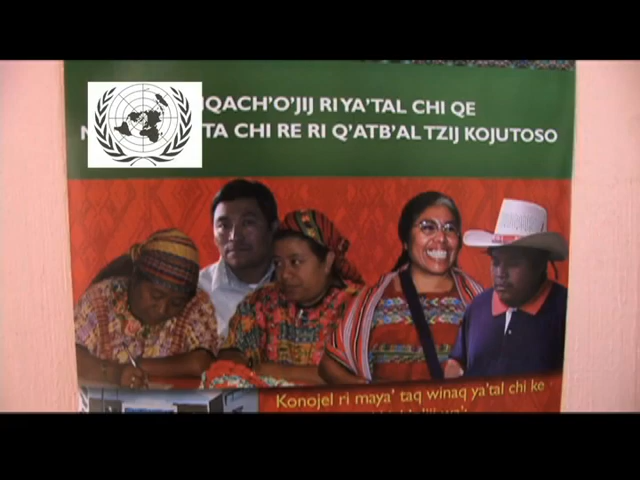 QACH'O'JIJ RI YA'TAL CHI QE
TA CHI RE RI Q'ATB'AL TZIJ KOJUTOSO
Konojel ri maya' taq winaq ya'tal chi ke